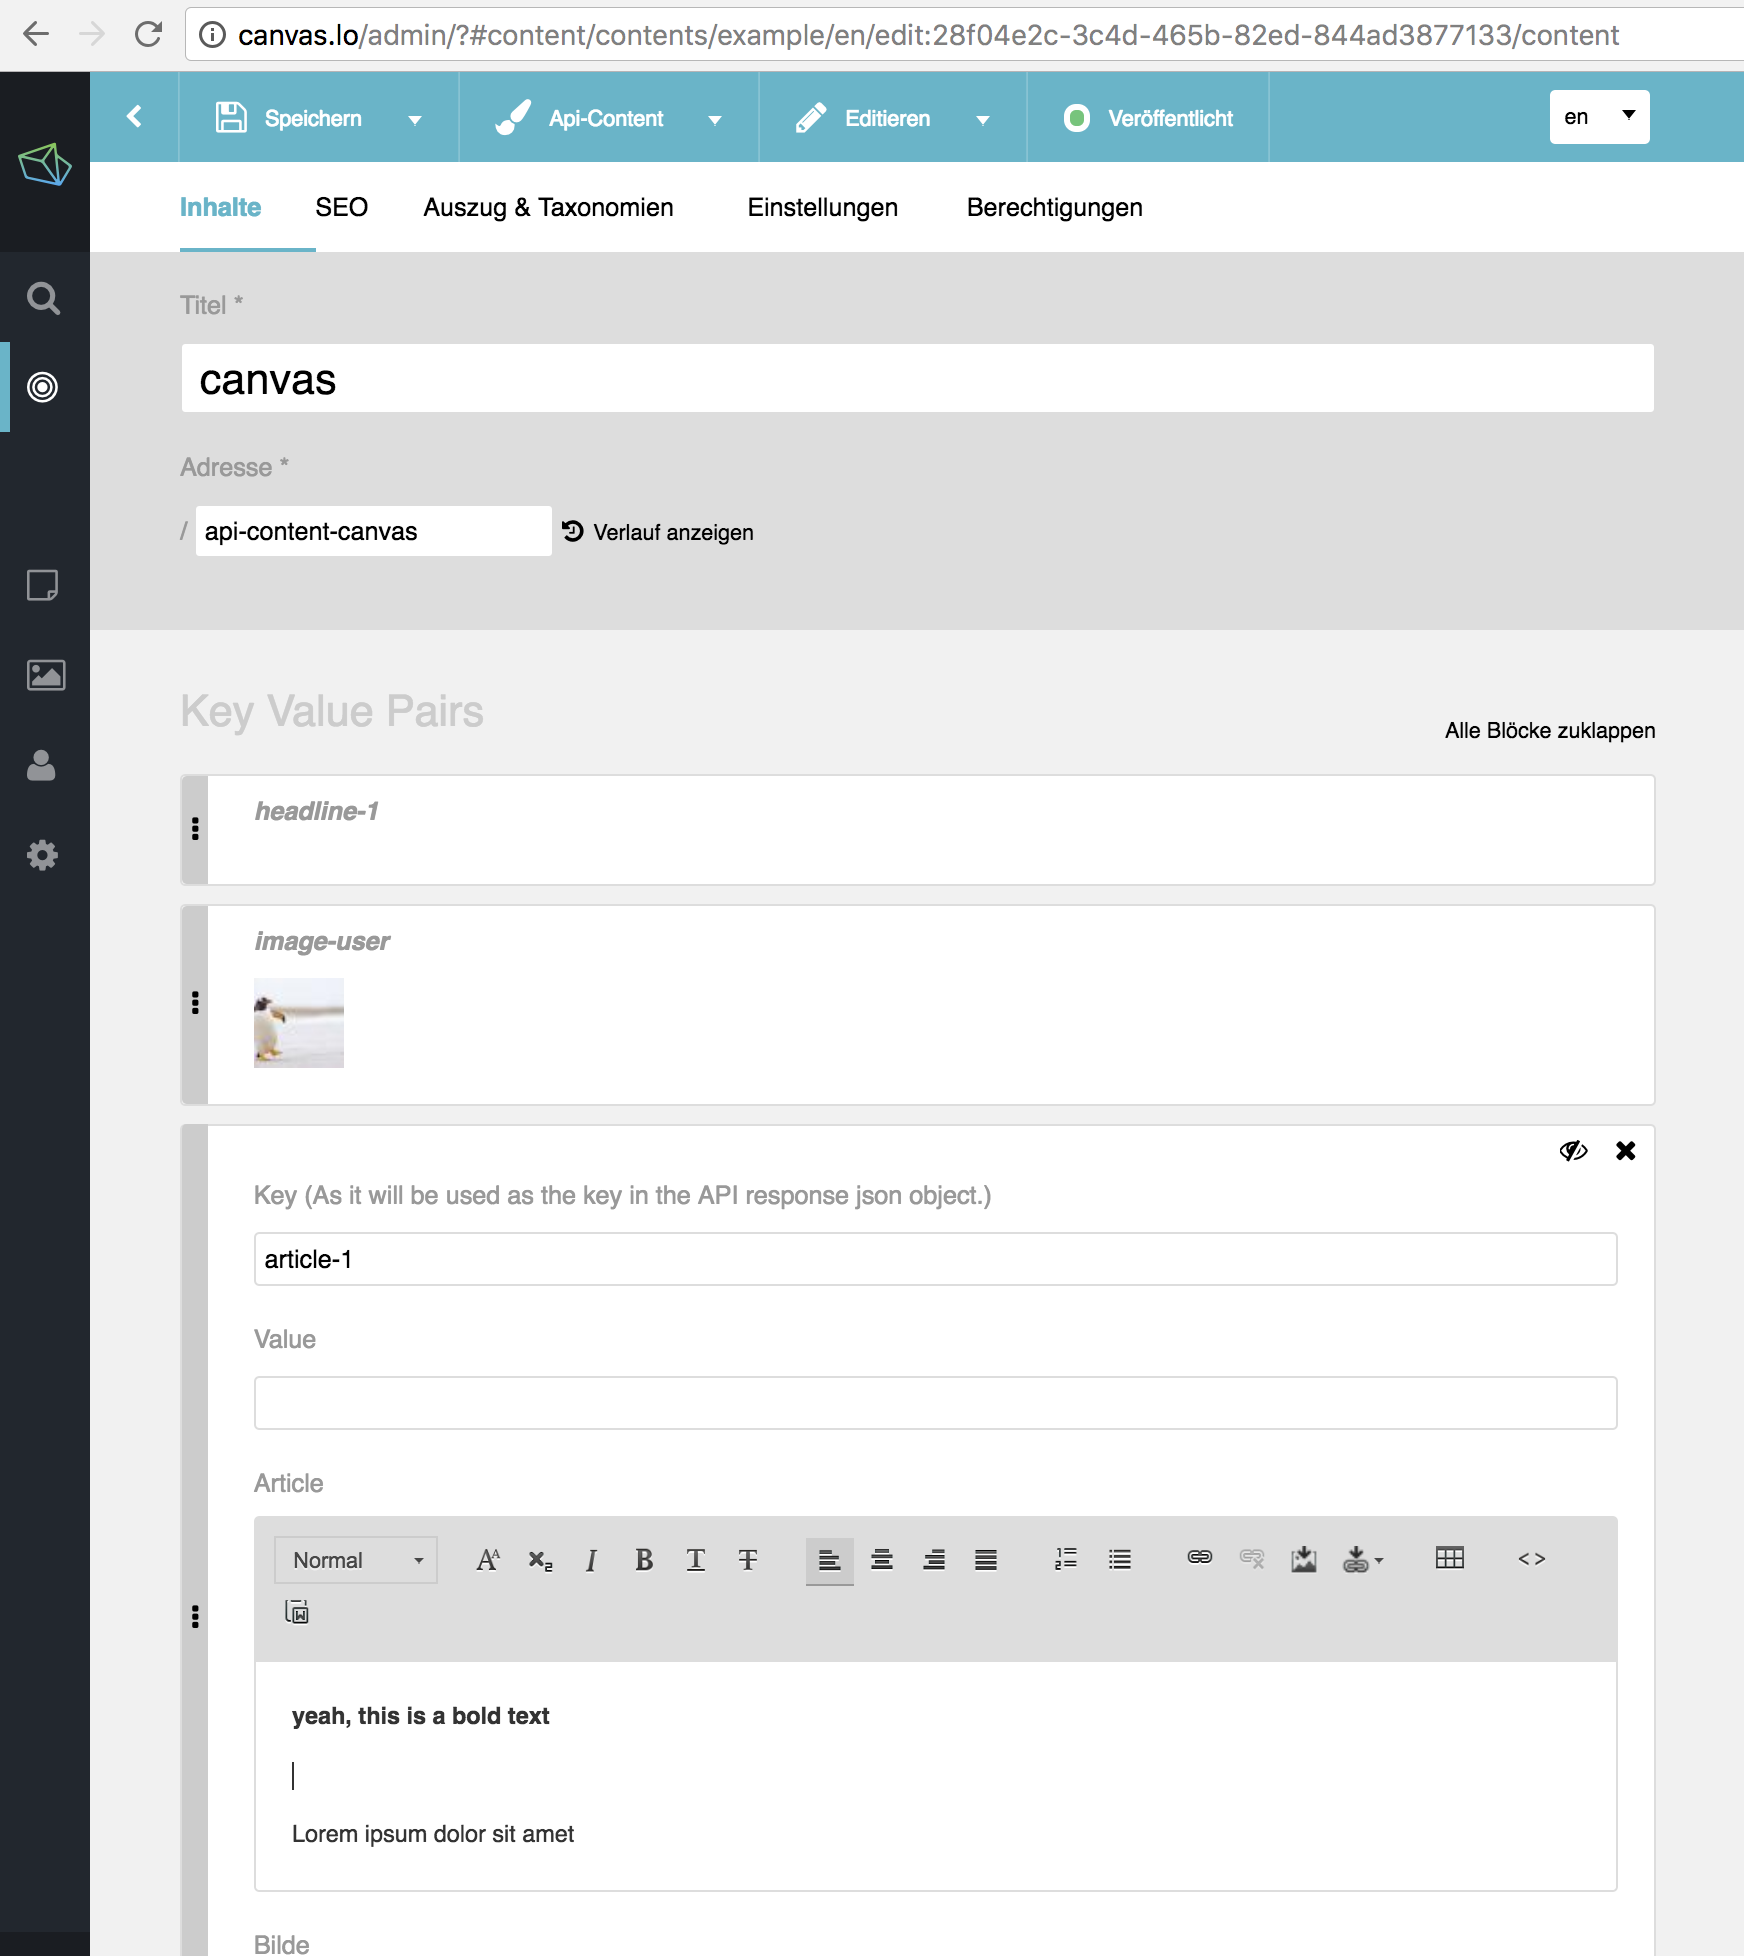 canvas.lo/admin/?#content/contents/example/en/edit:28f04e2c-3c4d-465b-82ed-844ad3877133/content
Speichern Api-Content Editieren Veröffentlicht en
Inhalte SEO Auszug & Taxonomien Einstellungen Berechtigungen
Titel *
canvas
Adresse *
/ api-content-canvas Verlauf anzeigen
Key Value Pairs
Alle Blöcke zuklappen
headline-1
image-user
Key (As it will be used as the key in the API response json object.)
article-1
Value
Article
Normal
yeah, this is a bold text
Lorem ipsum dolor sit amet
Bilde